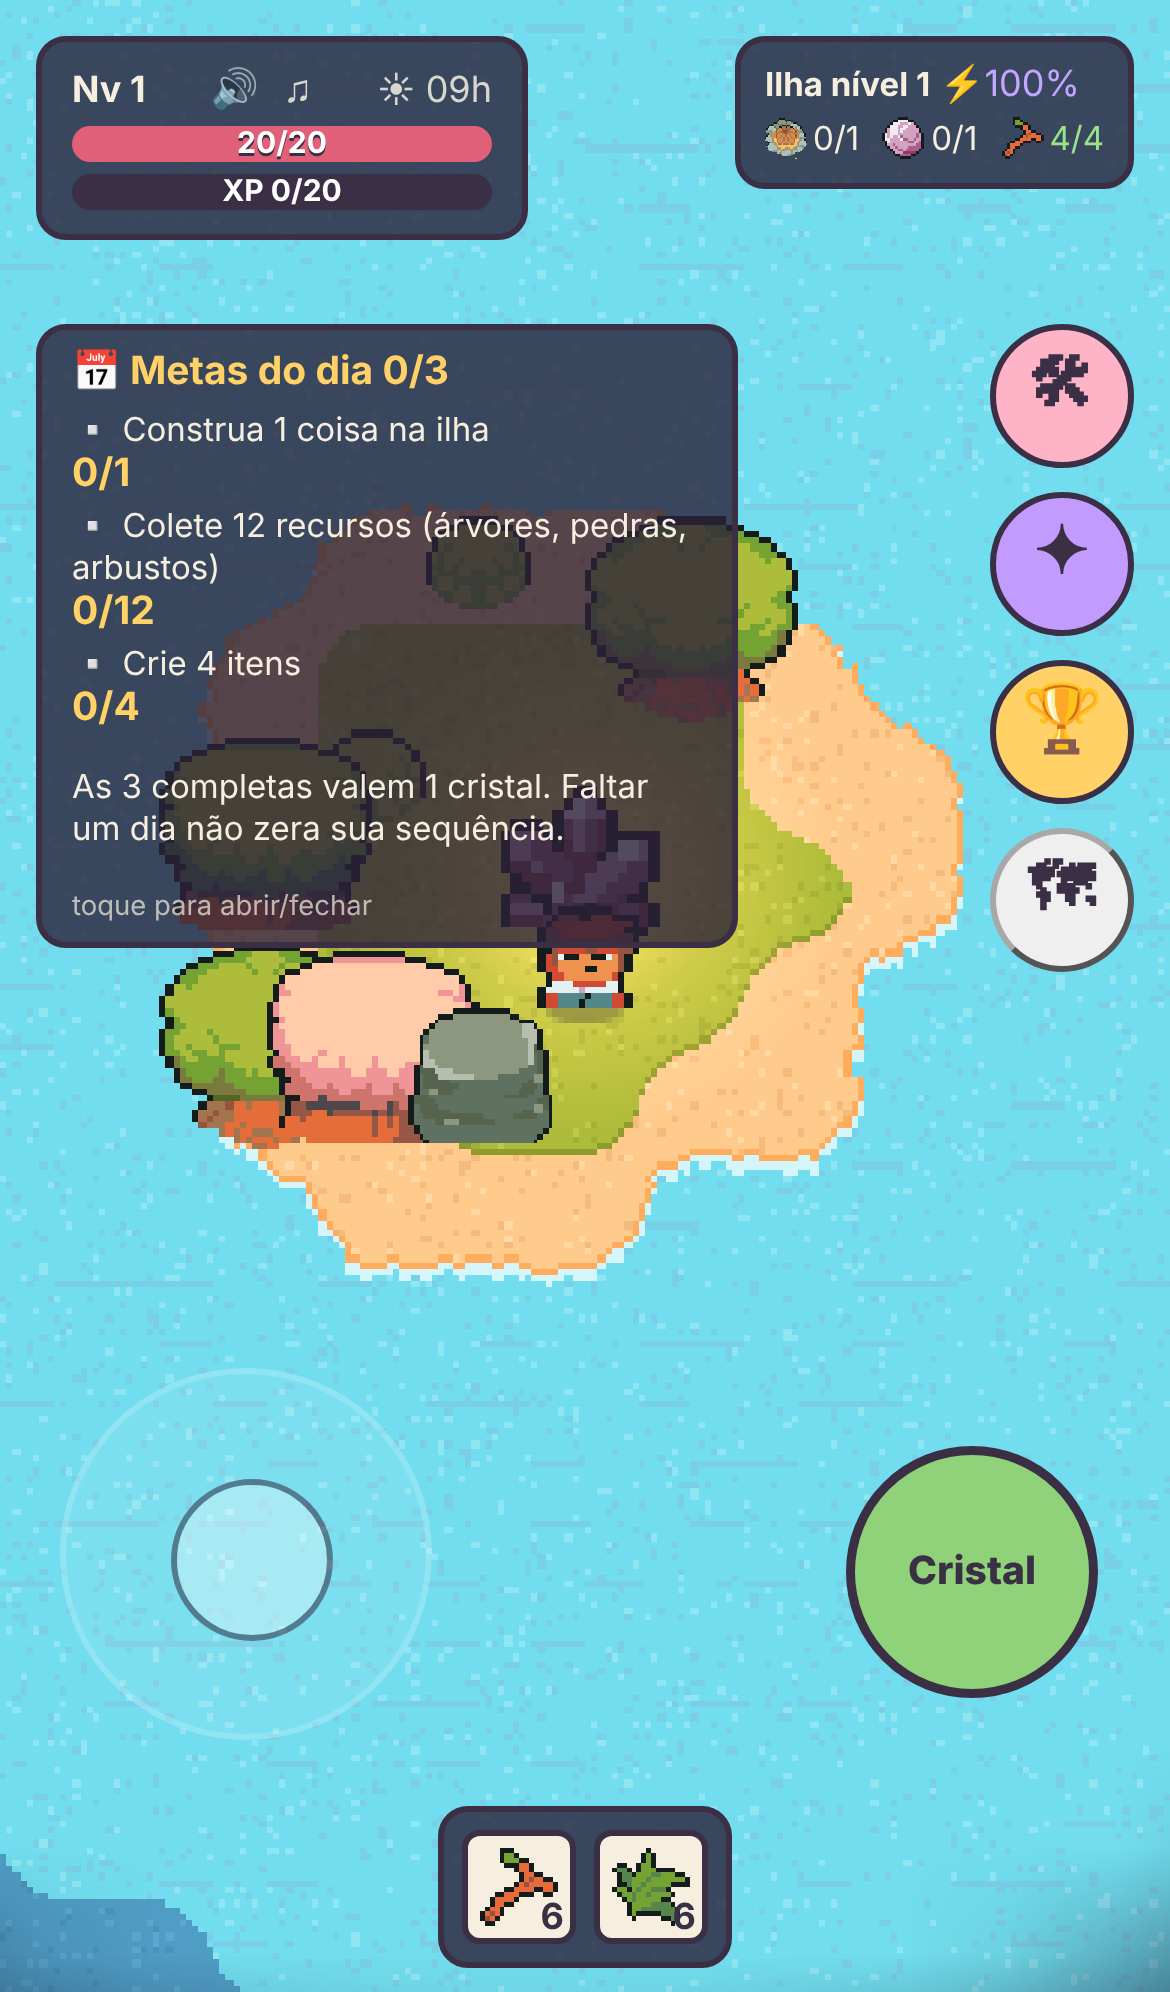 Nv 1 🔊 ♫ ☀ 09h
20/20
XP 0/20
Ilha nível 1 ⚡100%
0/1 0/1 4/4
📅 Metas do dia 0/3
▪ Construa 1 coisa na ilha
0/1
▪ Colete 12 recursos (árvores, pedras,
arbustos)
0/12
▪ Crie 4 itens
0/4
As 3 completas valem 1 cristal. Faltar
um dia não zera sua sequência.
toque para abrir/fechar
Cristal
6 6